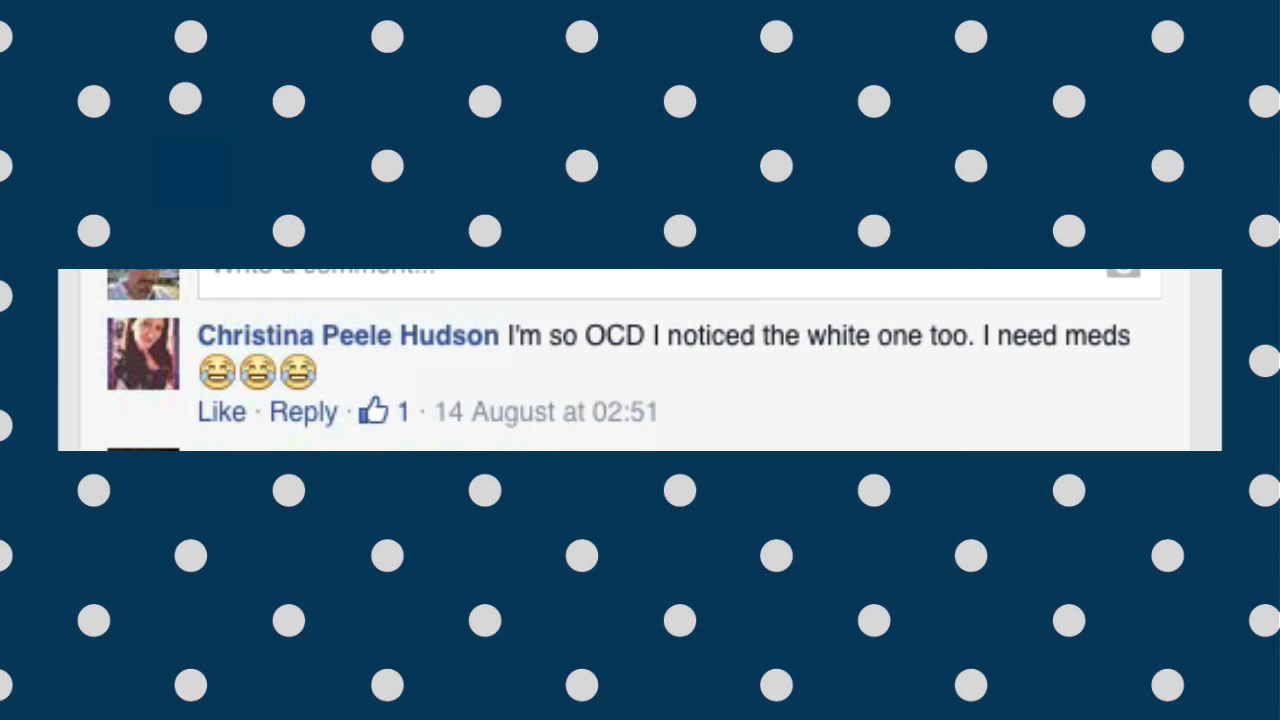 Write a comment...
Christina Peele Hudson I'm so OCD I noticed the white one too. I need meds
😂😂😂
Like · Reply · 1 · 14 August at 02:51